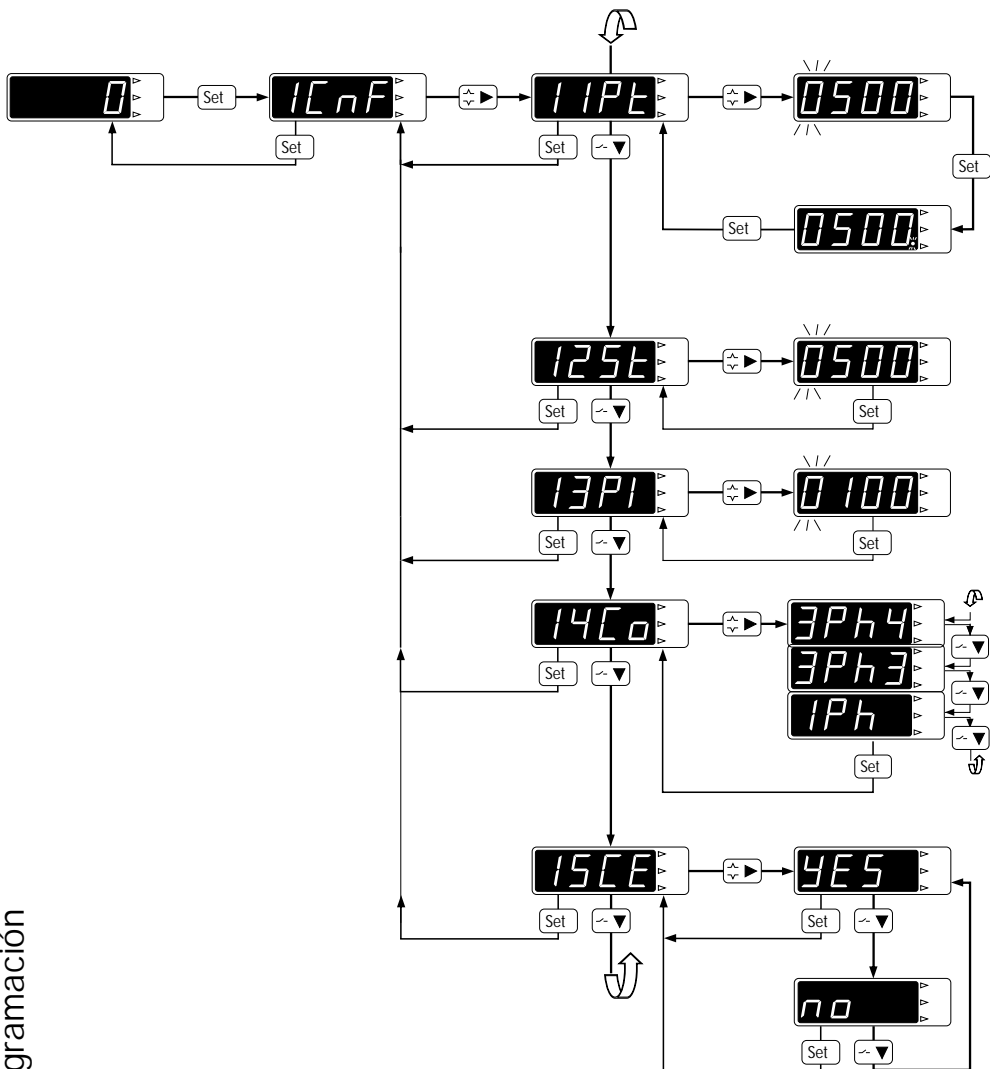 0
Set
1CnF
11Pt
0500
Set
Set
Set
Set
0500
12St
0500
Set
Set
13P1
0100
Set
Set
14Co
3Ph4
3Ph3
1Ph
Set
Set
15CE
YES
Set
Set
no
Set
gramación